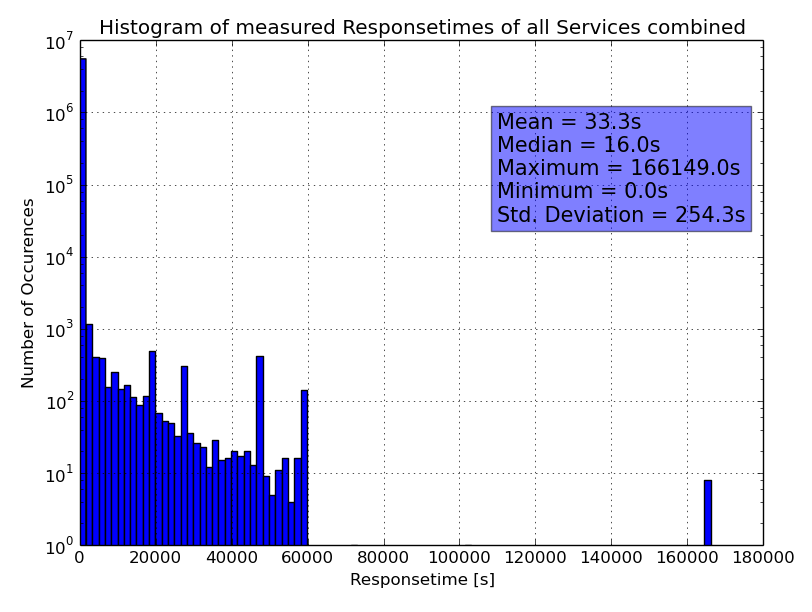 Histogram of measured Responsetimes of all Services combined
10^7
10^6
10^5
10^4
10^3
10^2
10^1
10^0
Number of Occurences
Mean = 33.3s
Median = 16.0s
Maximum = 166149.0s
Minimum = 0.0s
Std. Deviation = 254.3s
0 20000 40000 60000 80000 100000 120000 140000 160000 180000
Responsetime [s]